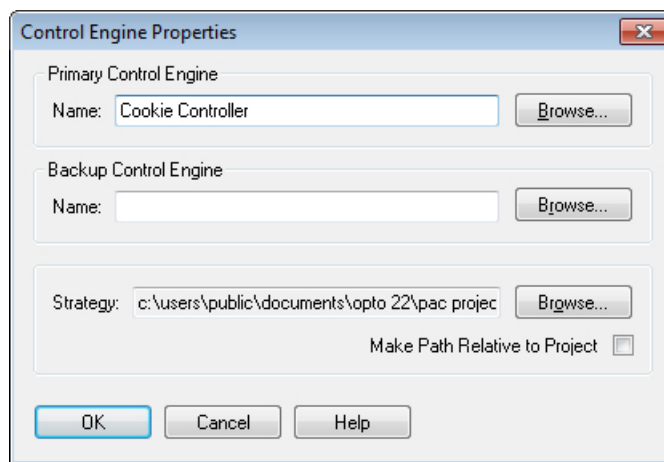 Control Engine Properties
Primary Control Engine
Name: Cookie Controller Browse...
Backup Control Engine
Name: Browse...
Strategy: c:\users\public\documents\opto 22\pac projec Browse...
Make Path Relative to Project
OK Cancel Help